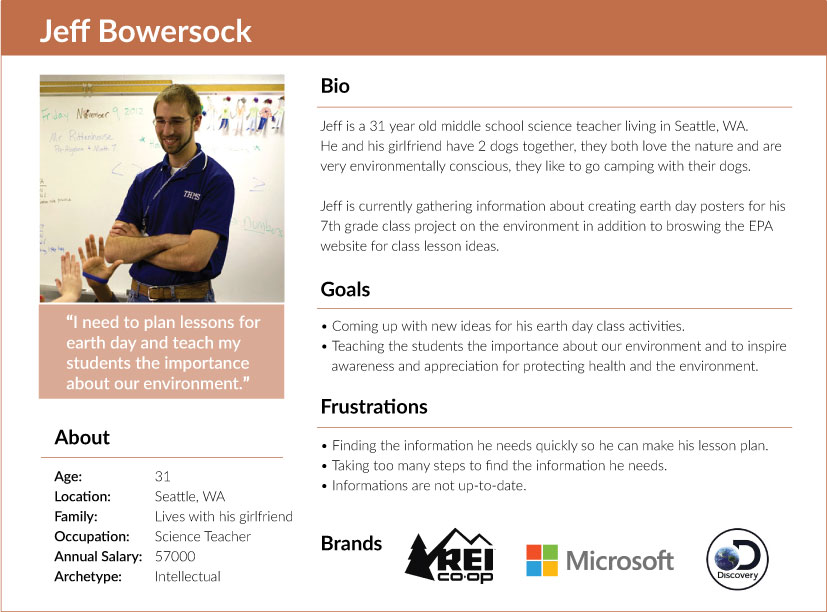 Jeff Bowersock
Friday November 9 2012
Mr. Rittenhouse
THMS
Numbers
“I need to plan lessons for
earth day and teach my
students the importance
about our environment.”
About
Age: 31
Location: Seattle, WA
Family: Lives with his girlfriend
Occupation: Science Teacher
Annual Salary: 57000
Archetype: Intellectual
Bio
Jeff is a 31 year old middle school science teacher living in Seattle, WA.
He and his girlfriend have 2 dogs together, they both love the nature and are
very environmentally conscious, they like to go camping with their dogs.
Jeff is currently gathering information about creating earth day posters for his
7th grade class project on the environment in addition to broswing the EPA
website for class lesson ideas.
Goals
• Coming up with new ideas for his earth day class activities.
• Teaching the students the importance about our environment and to inspire
awareness and appreciation for protecting health and the environment.
Frustrations
• Finding the information he needs quickly so he can make his lesson plan.
• Taking too many steps to find the information he needs.
• Informations are not up-to-date.
Brands
REI
co·op
Microsoft
D
Discovery